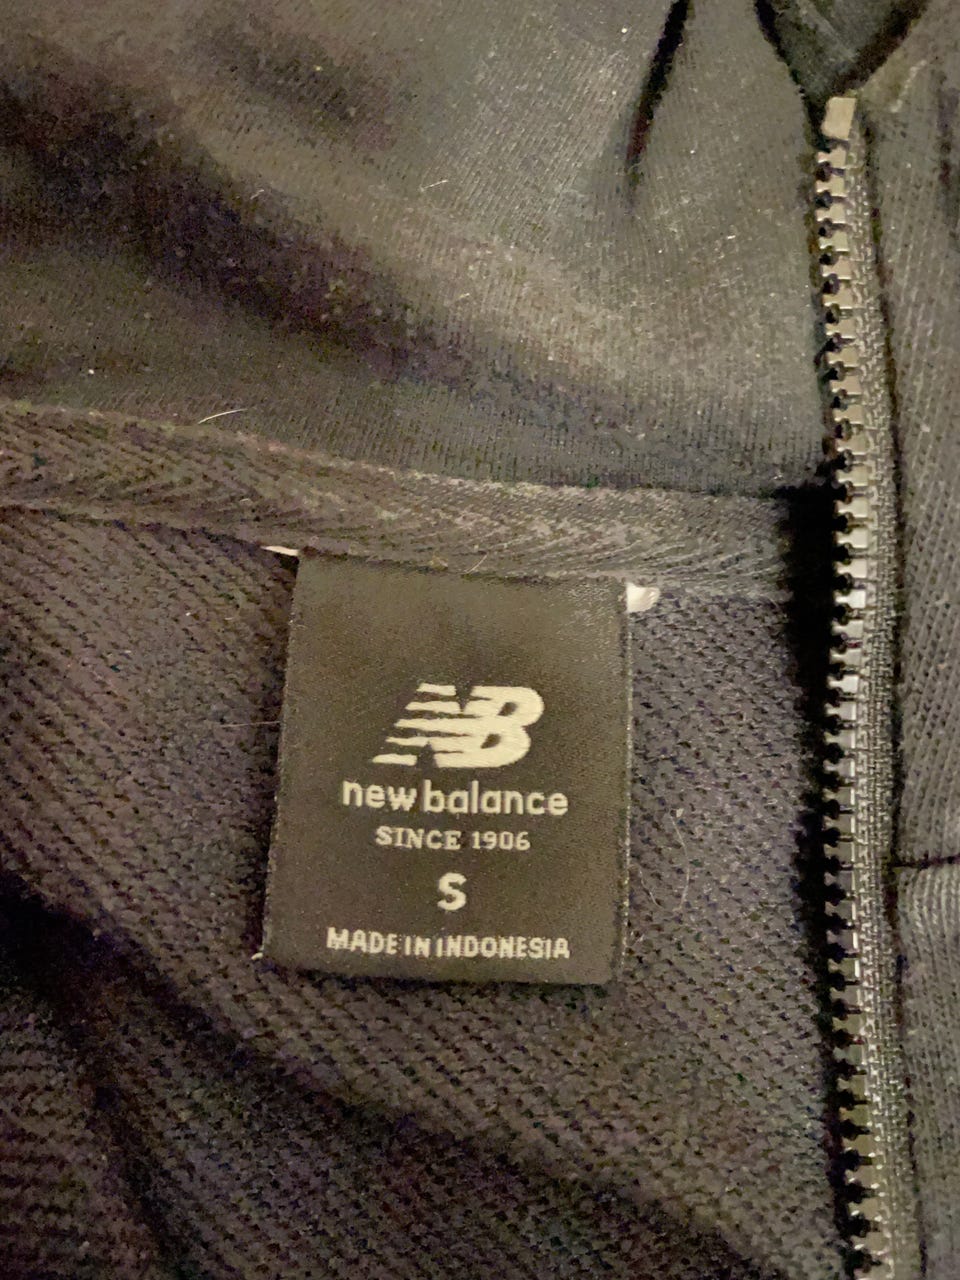 NB
new balance
SINCE 1906
S
MADE IN INDONESIA